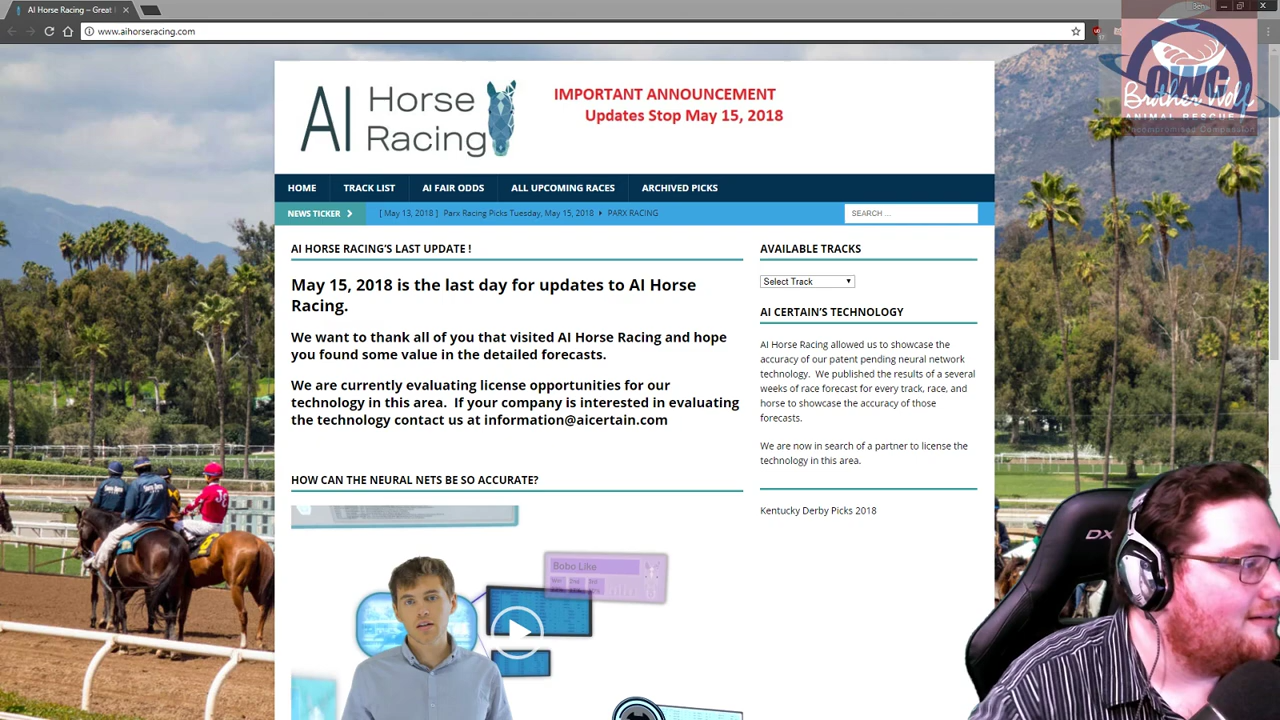 AI Horse Racing – Great
Ben
www.aihorseracing.com
AI Horse
Racing
IMPORTANT ANNOUNCEMENT
Updates Stop May 15, 2018
OWG
Brother Wolf
ANIMAL RESCUE
HOME TRACK LIST AI FAIR ODDS ALL UPCOMING RACES ARCHIVED PICKS
NEWS TICKER [ May 13, 2018 ] Parx Racing Picks Tuesday, May 15, 2018 PARX RACING SEARCH ...
AI HORSE RACING'S LAST UPDATE !
May 15, 2018 is the last day for updates to AI Horse
Racing.
We want to thank all of you that visited AI Horse Racing and hope
you found some value in the detailed forecasts.
We are currently evaluating license opportunities for our
technology in this area. If your company is interested in evaluating
the technology contact us at information@aicertain.com
HOW CAN THE NEURAL NETS BE SO ACCURATE?
Bobo Like
AVAILABLE TRACKS
Select Track
AI CERTAIN'S TECHNOLOGY
AI Horse Racing allowed us to showcase the
accuracy of our patent pending neural network
technology. We published the results of a several
weeks of race forecast for every track, race, and
horse to showcase the accuracy of those
forecasts.
We are now in search of a partner to license the
technology in this area.
Kentucky Derby Picks 2018
DX